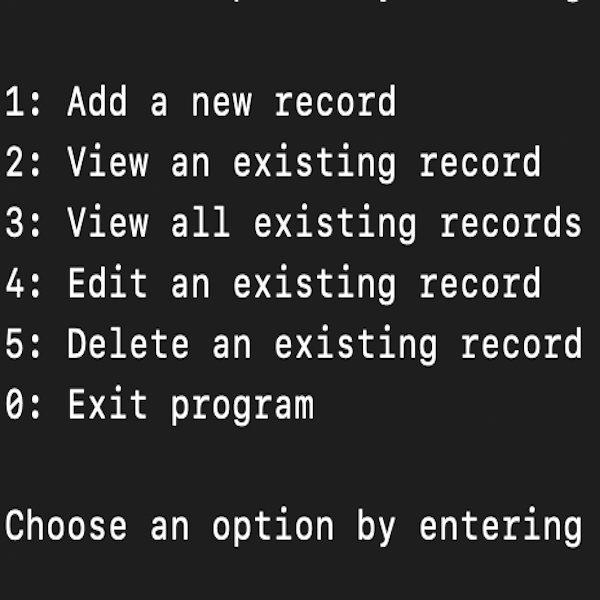 1: Add a new record
2: View an existing record
3: View all existing records
4: Edit an existing record
5: Delete an existing record
0: Exit program
Choose an option by entering